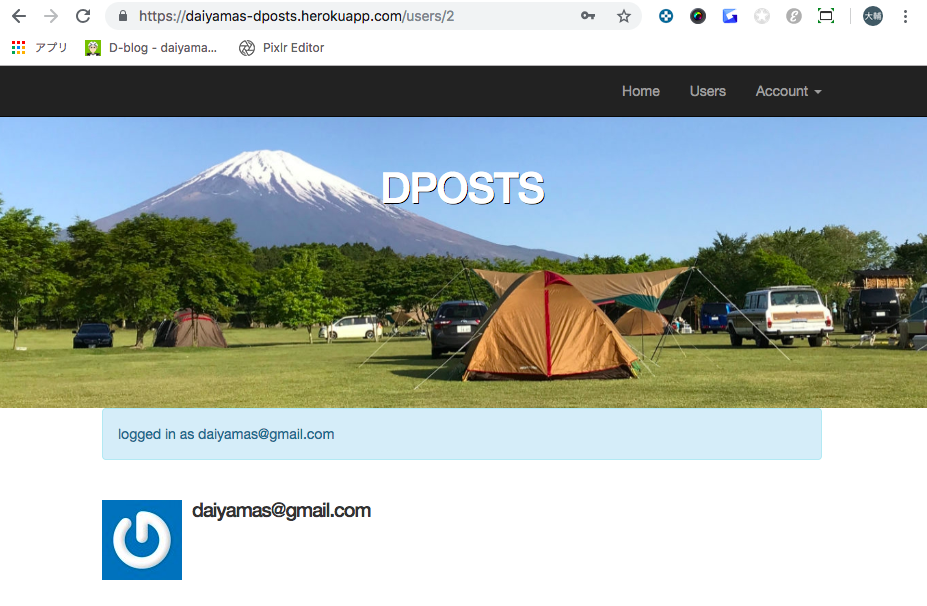 https://daiyamas-dposts.herokuapp.com/users/2
大輔
アプリ D-blog - daiyama... Pixlr Editor
Home Users Account
DPOSTS
logged in as daiyamas@gmail.com
daiyamas@gmail.com